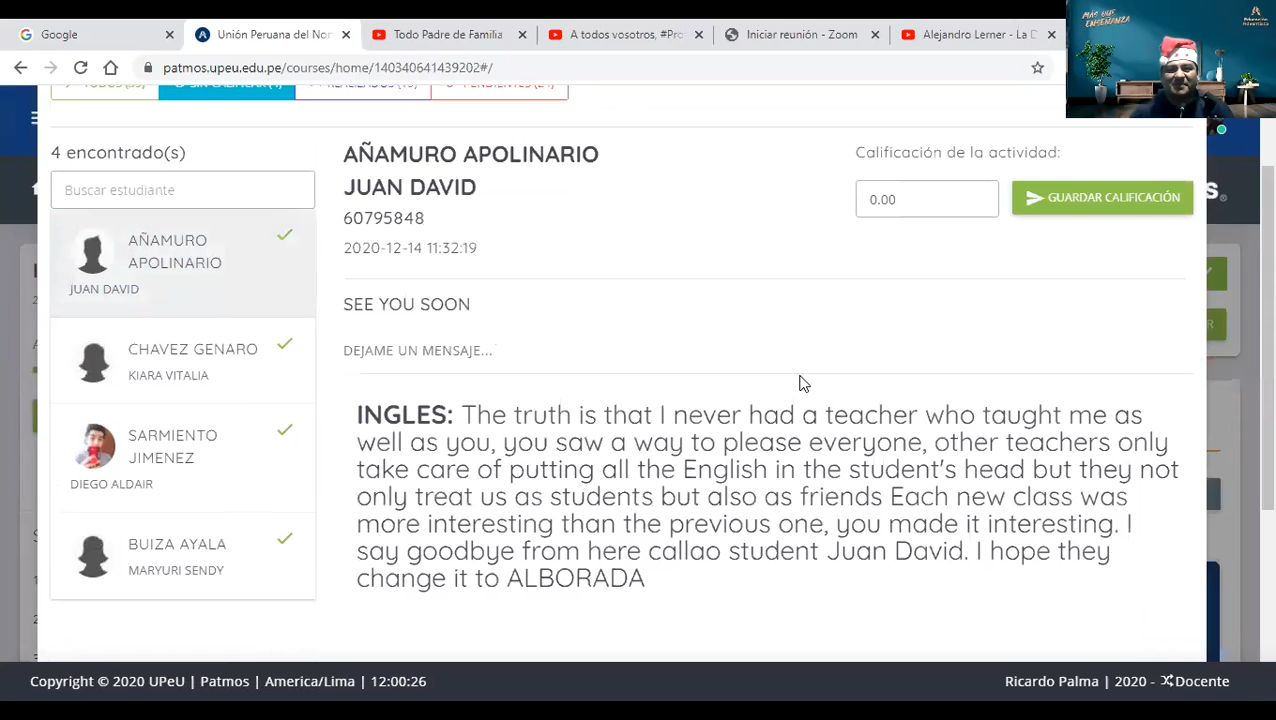 Google
Unión Peruana del Nor
Toco Padre de Familia
A todos vosotros, #Pro
Iniciar reunión - Zoom
Alejandro Lerner - La D
MÁS QUE ENSEÑANZA
patmos.upeu.edu.pe/courses/home/140340641439202#/
4 encontrado(s)
Buscar estudiante
AÑAMURO
APOLINARIO
JUAN DAVID
CHAVEZ GENARO
KIARA VITALIA
SARMIENTO
JIMENEZ
DIEGO ALDAIR
BUIZA AYALA
MARYURI SENDY
AÑAMURO APOLINARIO
JUAN DAVID
60795848
2020-12-14 11:32:19
Calificación de la actividad:
0.00
GUARDAR CALIFICACIÓN
SEE YOU SOON
DEJAME UN MENSAJE...
INGLES: The truth is that I never had a teacher who taught me as
well as you, you saw a way to please everyone, other teachers only
take care of putting all the English in the student's head but they not
only treat us as students but also as friends Each new class was
more interesting than the previous one, you made it interesting. I
say goodbye from here callao student Juan David. I hope they
change it to ALBORADA
Copyright © 2020 UPeU | Patmos | America/Lima | 12:00:26
Ricardo Palma | 2020 - Docente